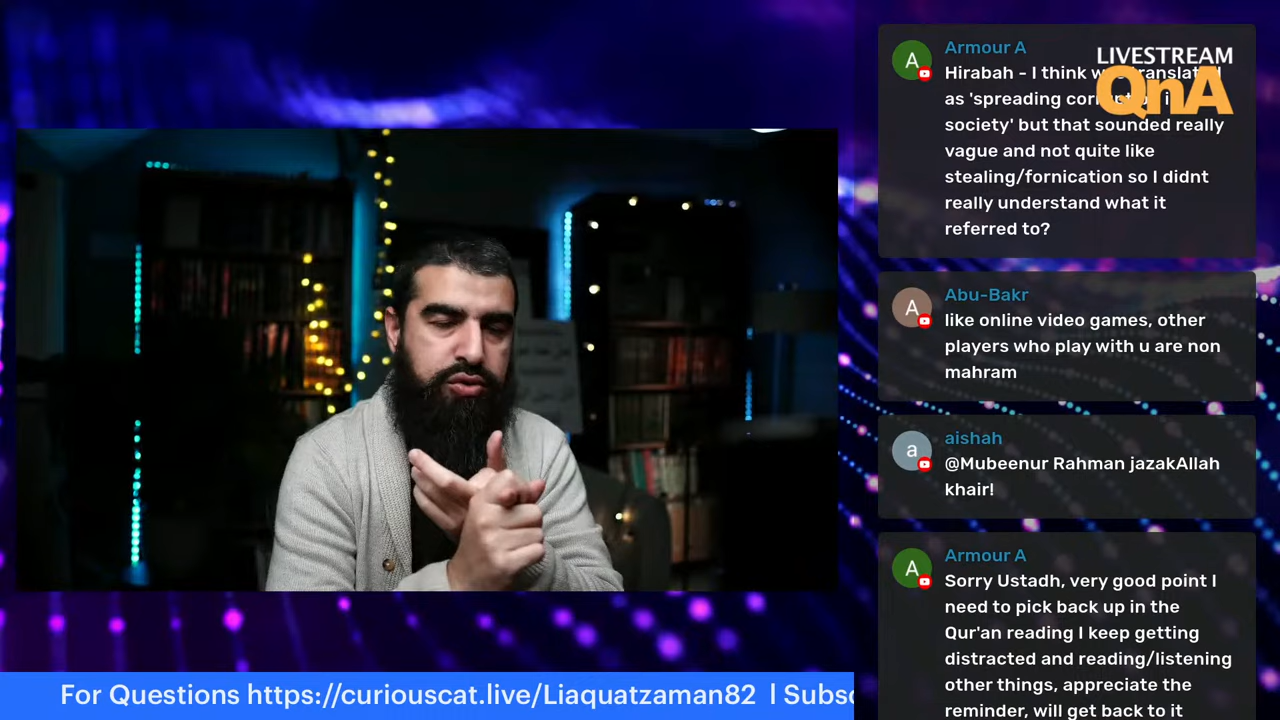 Armour A
Hirabah - I think w
as 'spreading
society' but that sounded really
vague and not quite like
stealing/fornication so I didnt
really understand what it
referred to?
LIVESTREAM
QnA
A
Abu-Bakr
like online video games, other
players who play with u are non
mahram
A
aishah
@Mubeenur Rahman jazakAllah
khair!
a
Armour A
Sorry Ustadh, very good point I
need to pick back up in the
Qur'an reading I keep getting
distracted and reading/listening
other things, appreciate the
reminder, will get back to it
A
For Questions https://curiouscat.live/Liaquatzaman82 | Subsc